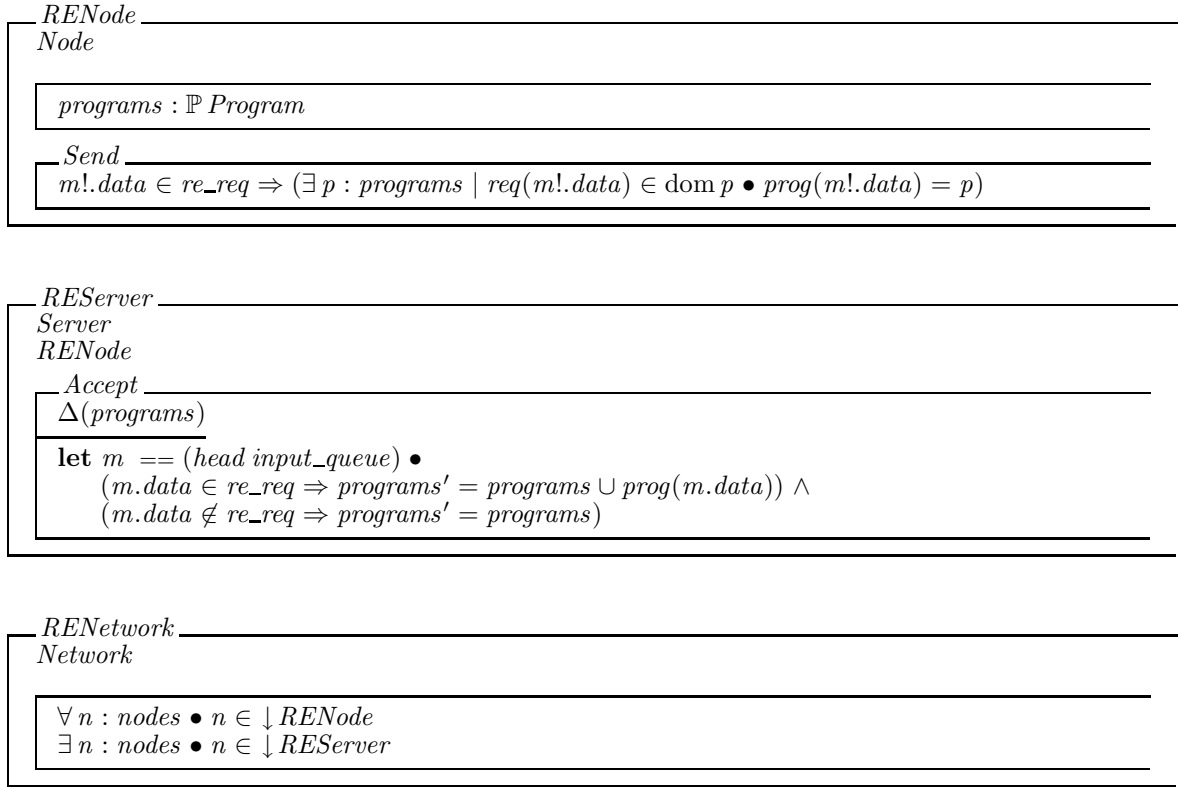 RENode
Node
programs : ℙ Program
Send
m!.data ∈ re_req ⇒ (∃ p : programs | req(m!.data) ∈ dom p • prog(m!.data) = p)
REServer
Server
RENode
Accept
Δ(programs)
let m == (head input_queue) •
(m.data ∈ re_req ⇒ programs′ = programs ∪ prog(m.data)) ∧
(m.data ∉ re_req ⇒ programs′ = programs)
RENetwork
Network
∀ n : nodes • n ∈ ↓RENode
∃ n : nodes • n ∈ ↓REServer